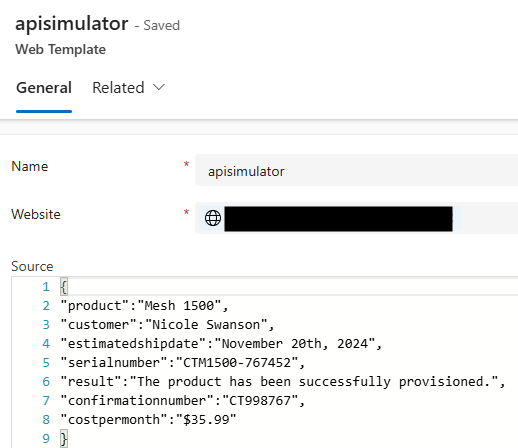 apisimulator - Saved
Web Template
General Related
Name * apisimulator
Website *
Source
1 {
2 "product":"Mesh 1500",
3 "customer":"Nicole Swanson",
4 "estimatedshipdate":"November 20th, 2024",
5 "serialnumber":"CTM1500-767452",
6 "result":"The product has been successfully provisioned.",
7 "confirmationnumber":"CT998767",
8 "costpermonth":"$35.99"
9 }